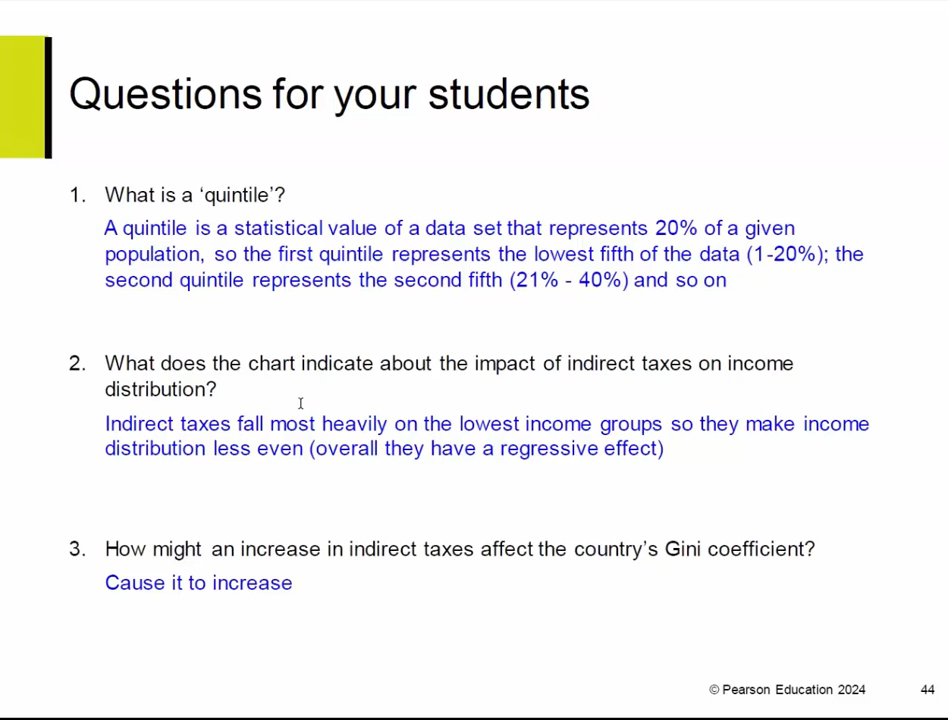 Questions for your students
1. What is a ‘quintile’?
A quintile is a statistical value of a data set that represents 20% of a given
population, so the first quintile represents the lowest fifth of the data (1-20%); the
second quintile represents the second fifth (21% - 40%) and so on
2. What does the chart indicate about the impact of indirect taxes on income
distribution?
Indirect taxes fall most heavily on the lowest income groups so they make income
distribution less even (overall they have a regressive effect)
3. How might an increase in indirect taxes affect the country’s Gini coefficient?
Cause it to increase
© Pearson Education 2024
44